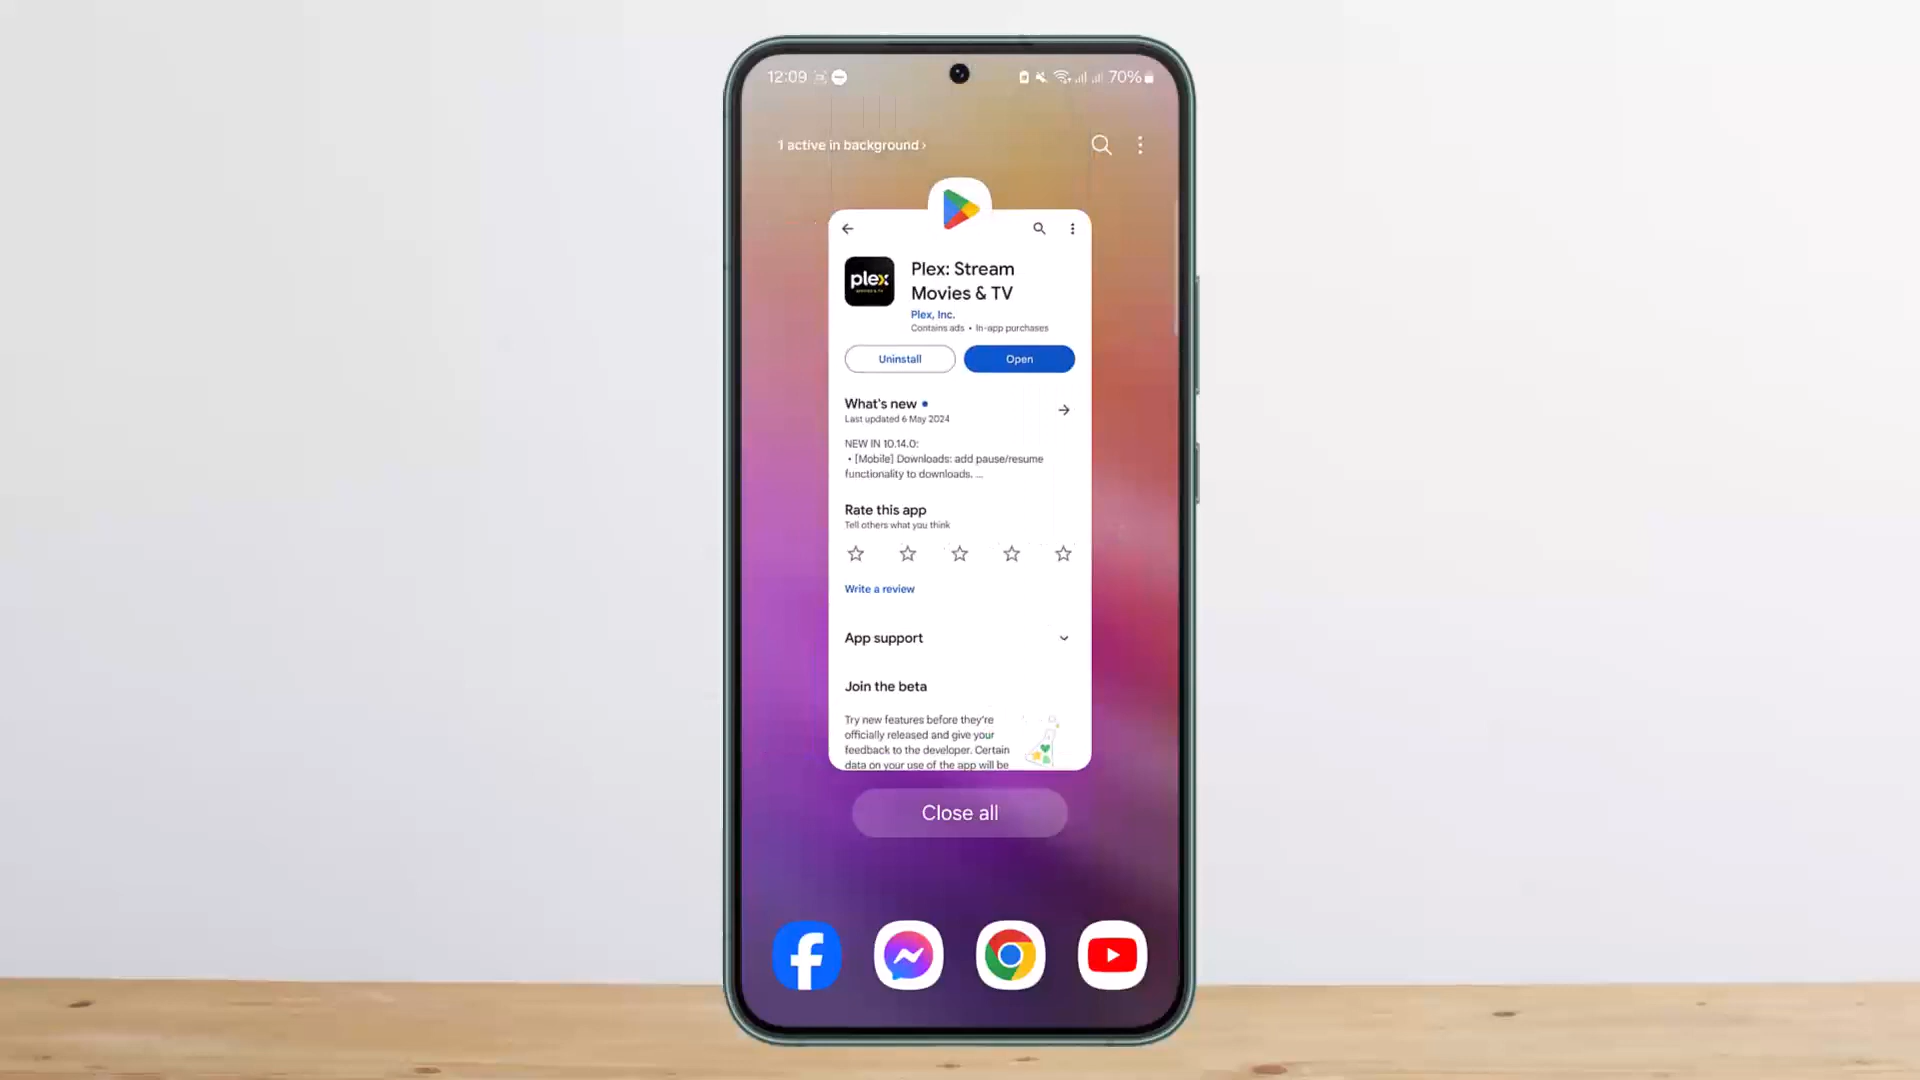 12:09
70%
1 active in background ›
plex
Plex: Stream
Movies & TV
Plex, Inc.
Contains ads • In-app purchases
Uninstall
Open
What's new •
Last updated 6 May 2024
NEW IN 10.14.0:
• [Mobile] Downloads: add pause/resume
functionality to downloads. ...
Rate this app
Tell others what you think
Write a review
App support
Join the beta
Try new features before they're
officially released and give your
feedback to the developer. Certain
data on your use of the app will be
Close all